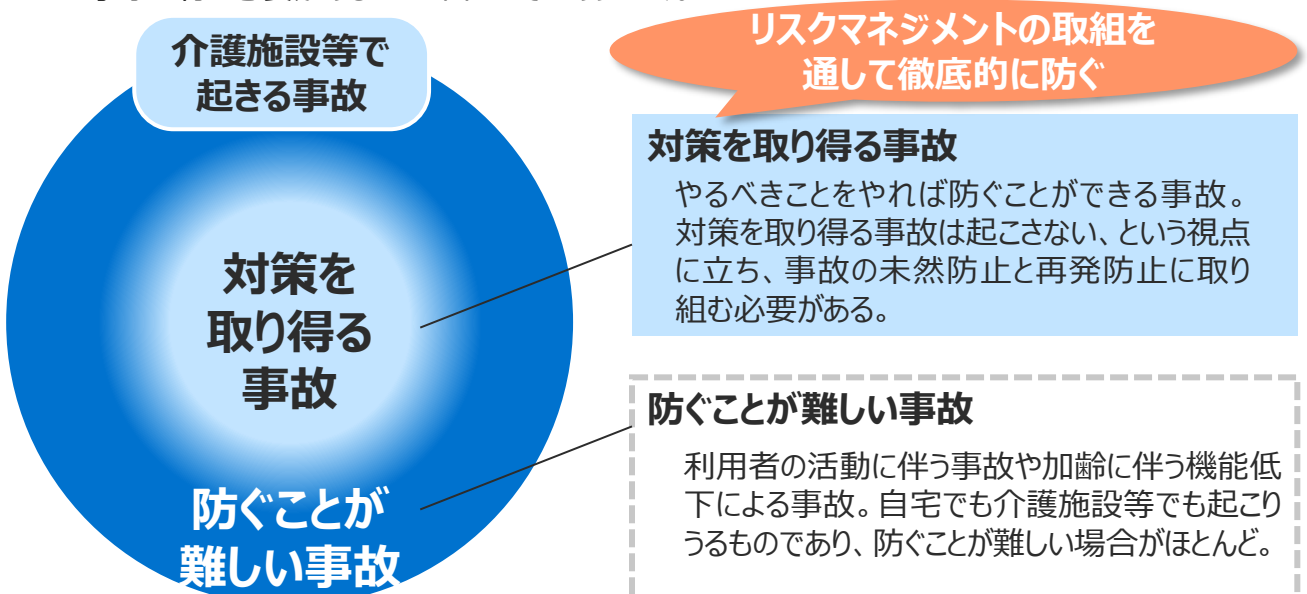 介護施設等で
起きる事故
リスクマネジメントの取組を
通して徹底的に防ぐ
対策を取り得る事故
やるべきことをやれば防ぐことができる事故。
対策を取り得る事故は起こさない、という視点
に立ち、事故の未然防止と再発防止に取り
組む必要がある。
対策を
取り得る
事故
防ぐことが難しい事故
利用者の活動に伴う事故や加齢に伴う機能低
下による事故。自宅でも介護施設等でも起こり
うるものであり、防ぐことが難しい場合がほとんど。
防ぐことが
難しい事故